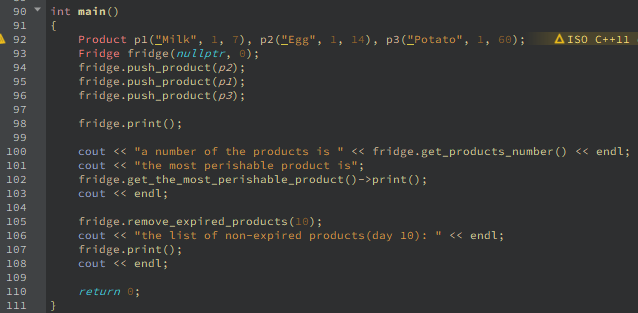 90 int main()
91 {
92 Product p1("Milk", 1, 7), p2("Egg", 1, 14), p3("Potato", 1, 60); ISO C++11
93 Fridge fridge(nullptr, 0);
94 fridge.push_product(p2);
95 fridge.push_product(p1);
96 fridge.push_product(p3);
97
98 fridge.print();
99
100 cout << "a number of the products is " << fridge.get_products_number() << endl;
101 cout << "the most perishable product is";
102 fridge.get_the_most_perishable_product()->print();
103 cout << endl;
104
105 fridge.remove_expired_products(10);
106 cout << "the list of non-expired products(day 10): " << endl;
107 fridge.print();
108 cout << endl;
109
110 return 0;
111 }